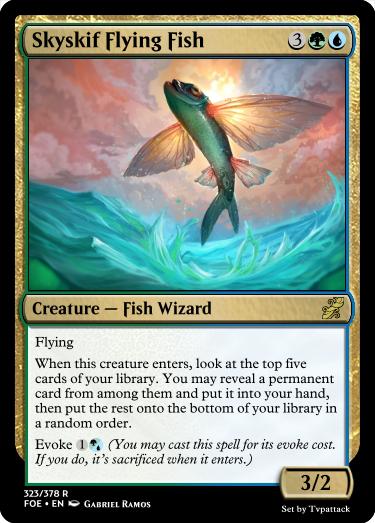 Skyskif Flying Fish 3
Creature — Fish Wizard
Flying
When this creature enters, look at the top five
cards of your library. You may reveal a permanent
card from among them and put it into your hand,
then put the rest onto the bottom of your library in
a random order.
Evoke 1 (You may cast this spell for its evoke cost.
If you do, it’s sacrificed when it enters.)
3/2
323/378 R
FOE • EN Gabriel Ramos
Set by Tvpattack